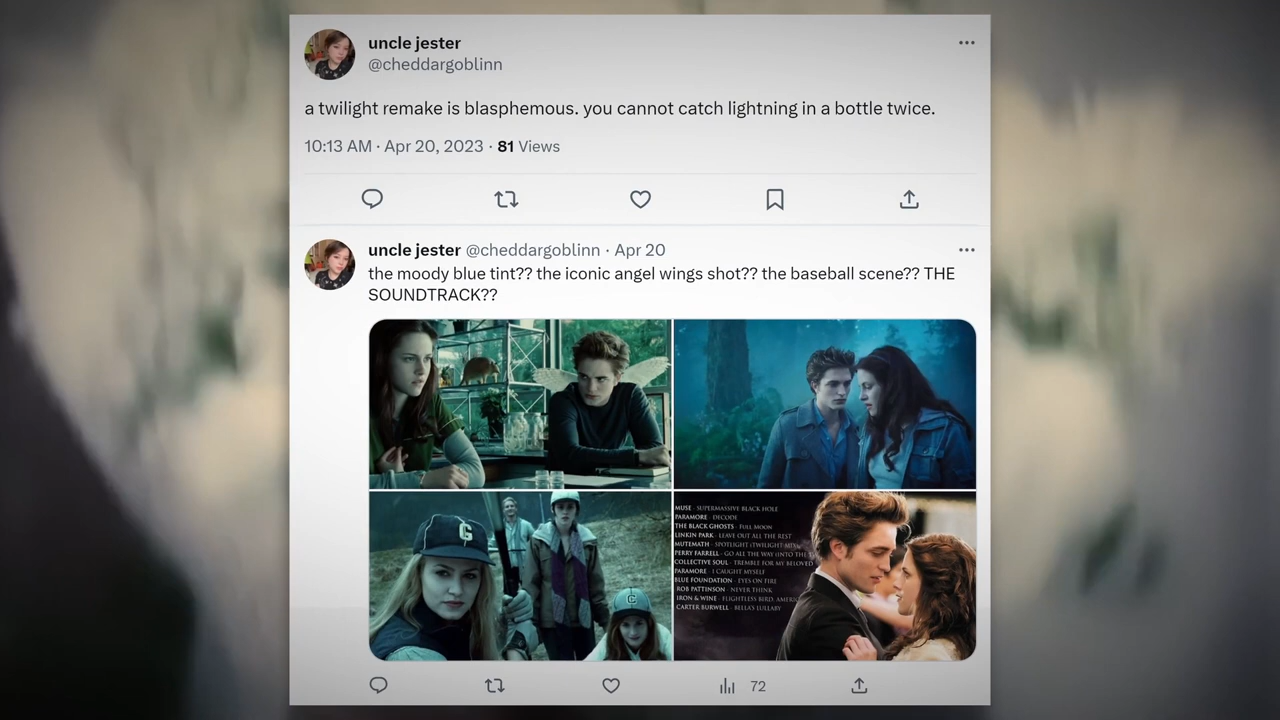 uncle jester
@cheddargoblinn
a twilight remake is blasphemous. you cannot catch lightning in a bottle twice.
10:13 AM · Apr 20, 2023 · 81 Views
uncle jester @cheddargoblinn · Apr 20
the moody blue tint?? the iconic angel wings shot?? the baseball scene?? THE
SOUNDTRACK??
C
C
MUSE - SUPERMASSIVE BLACK HOLE
PARAMORE - DECODE
THE BLACK GHOSTS - FULL MOON
LINKIN PARK - LEAVE OUT ALL THE REST
MUTEMATH - SPOTLIGHT (TWILIGHT MIX)
PERRY FARRELL - GO ALL THE WAY (INTO THE
COLLECTIVE SOUL - TREMBLE FOR MY BELOVED
PARAMORE - I CAUGHT MYSELF
BLUE FOUNDATION - EYES ON FIRE
ROB PATTINSON - NEVER THINK
IRON & WINE - FLIGHTLESS BIRD, AMERIC
CARTER BURWELL - BELLA'S LULLABY
72